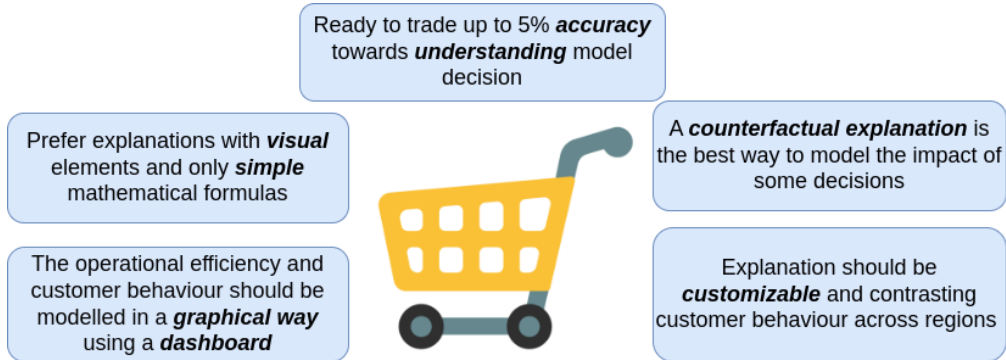 Ready to trade up to 5% accuracy
towards understanding model
decision
Prefer explanations with visual
elements and only simple
mathematical formulas
A counterfactual explanation is
the best way to model the impact of
some decisions
The operational efficiency and
customer behaviour should be
modelled in a graphical way
using a dashboard
Explanation should be
customizable and contrasting
customer behaviour across regions